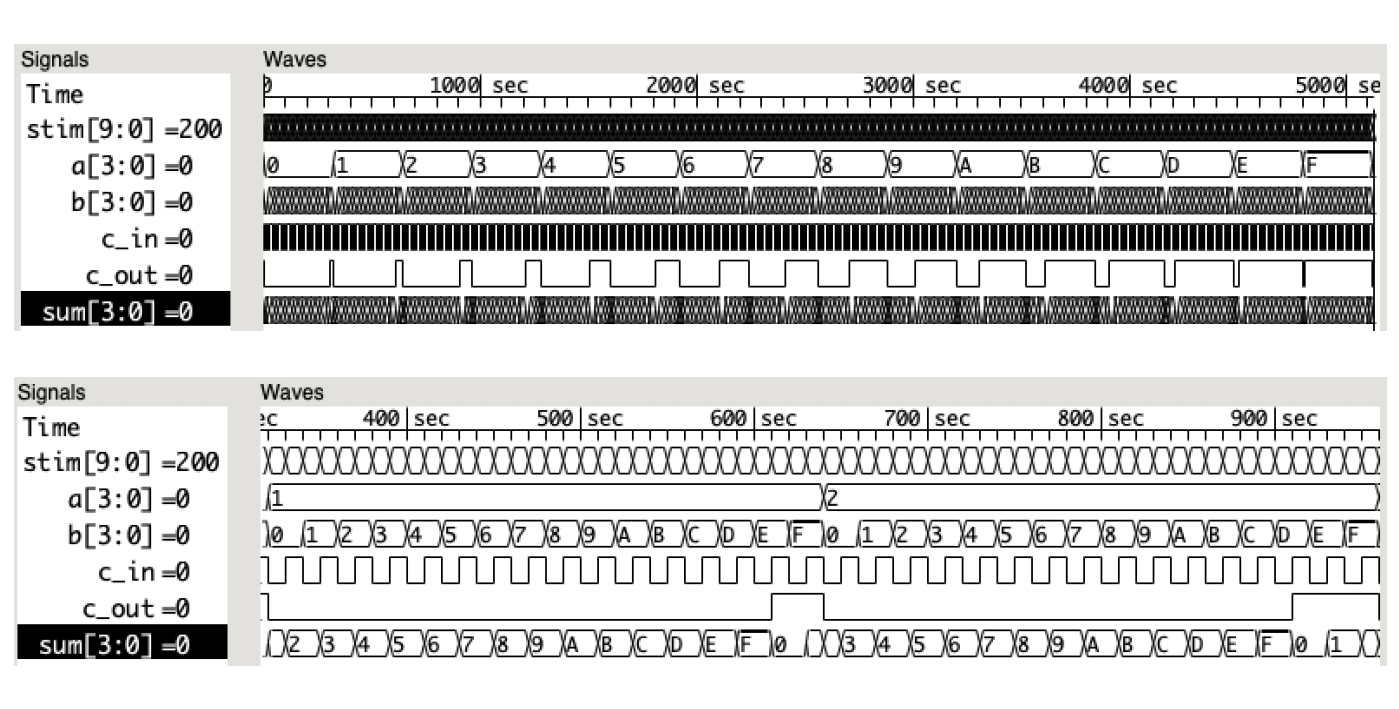 Signals Waves
Time 0 1000 sec 2000 sec 3000 sec 4000 sec 5000 se
stim[9:0] =200
a[3:0] =0 0 1 2 3 4 5 6 7 8 9 A B C D E F
b[3:0] =0
c_in =0
c_out =0
sum[3:0] =0
Signals Waves
Time ec 400 sec 500 sec 600 sec 700 sec 800 sec 900 sec
stim[9:0] =200
a[3:0] =0 1 2
b[3:0] =0 0 1 2 3 4 5 6 7 8 9 A B C D E F 0 1 2 3 4 5 6 7 8 9 A B C D E F
c_in =0
c_out =0
sum[3:0] =0 2 3 4 5 6 7 8 9 A B C D E F 0 3 4 5 6 7 8 9 A B C D E F 0 1